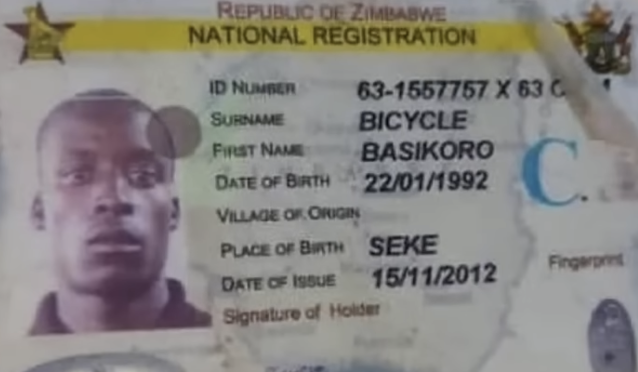 REPUBLIC OF ZIMBABWE
NATIONAL REGISTRATION
ID NUMBER 63-1557757 X 63
SURNAME BICYCLE
FIRST NAME BASIKORO
DATE OF BIRTH 22/01/1992
C.
VILLAGE OF ORIGIN
PLACE OF BIRTH SEKE
Fingerprint
DATE OF ISSUE 15/11/2012
Signature of Holder